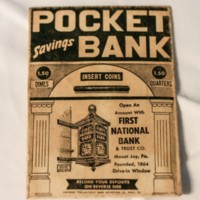 POCKET
Savings
BANK
1.50
DIMES
INSERT COINS
1.50
QUARTERS
Open An
Account With
FIRST
NATIONAL
BANK
& TRUST CO.
Mount Joy, Pa.
Founded, 1864
Drive-in Window
RECORD YOUR DEPOSITS
ON REVERSE SIDE